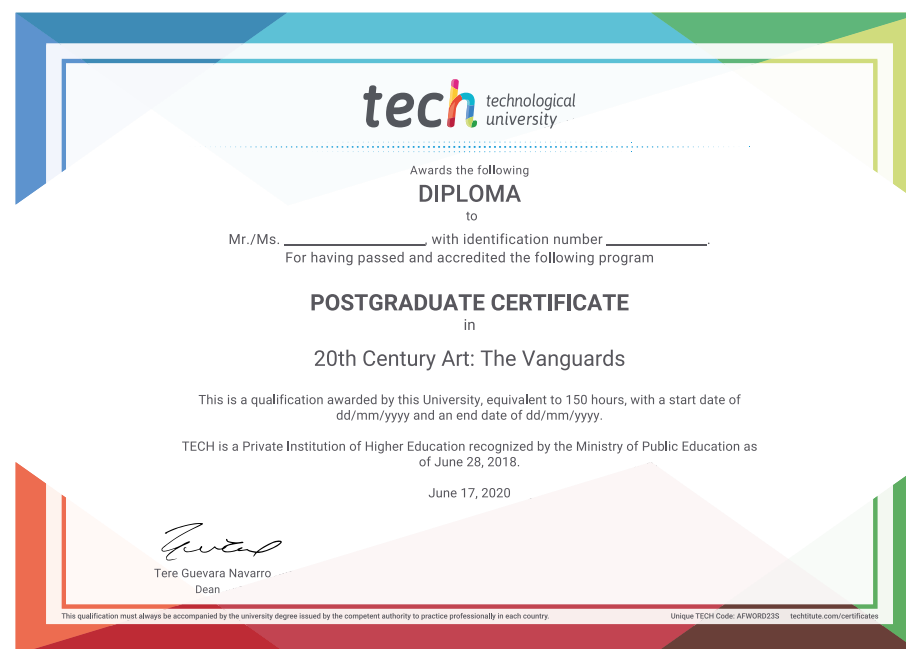 tech technological
university
Awards the following
DIPLOMA
to
Mr./Ms. ____________________, with identification number ______________.
For having passed and accredited the following program
POSTGRADUATE CERTIFICATE
in
20th Century Art: The Vanguards
This is a qualification awarded by this University, equivalent to 150 hours, with a start date of
dd/mm/yyyy and an end date of dd/mm/yyyy.
TECH is a Private Institution of Higher Education recognized by the Ministry of Public Education as
of June 28, 2018.
June 17, 2020
Tere Guevara Navarro
Dean
This qualification must always be accompanied by the university degree issued by the competent authority to practice professionally in each country.
Unique TECH Code: AFWORD23S techtitute.com/certificates